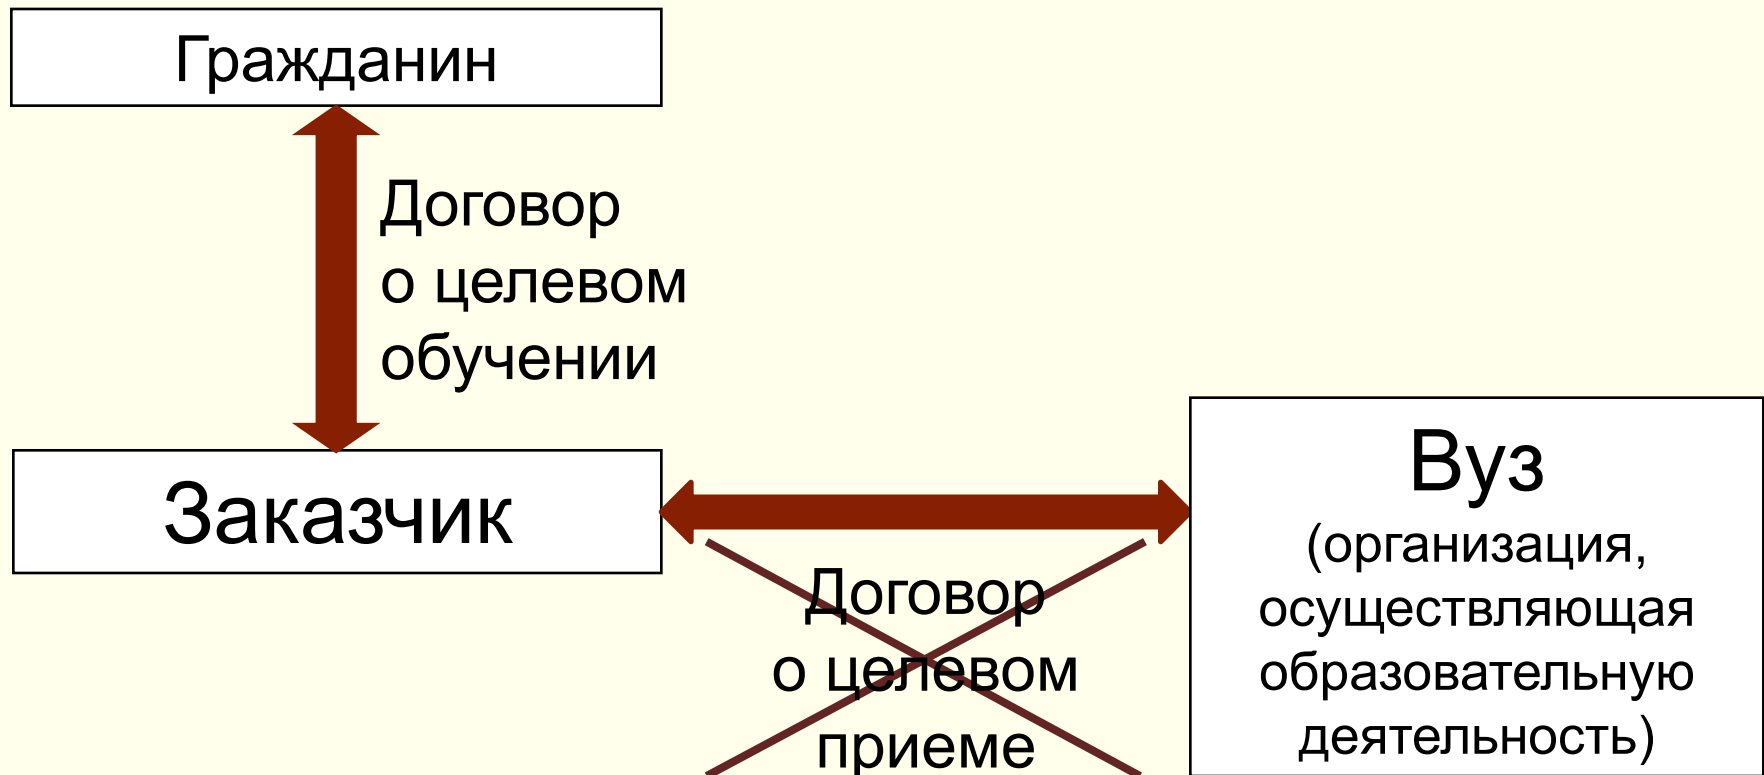 Гражданин
Договор
о целевом
обучении
Заказчик
Договор
о целевом
приеме
Вуз
(организация,
осуществляющая
образовательную
деятельность)